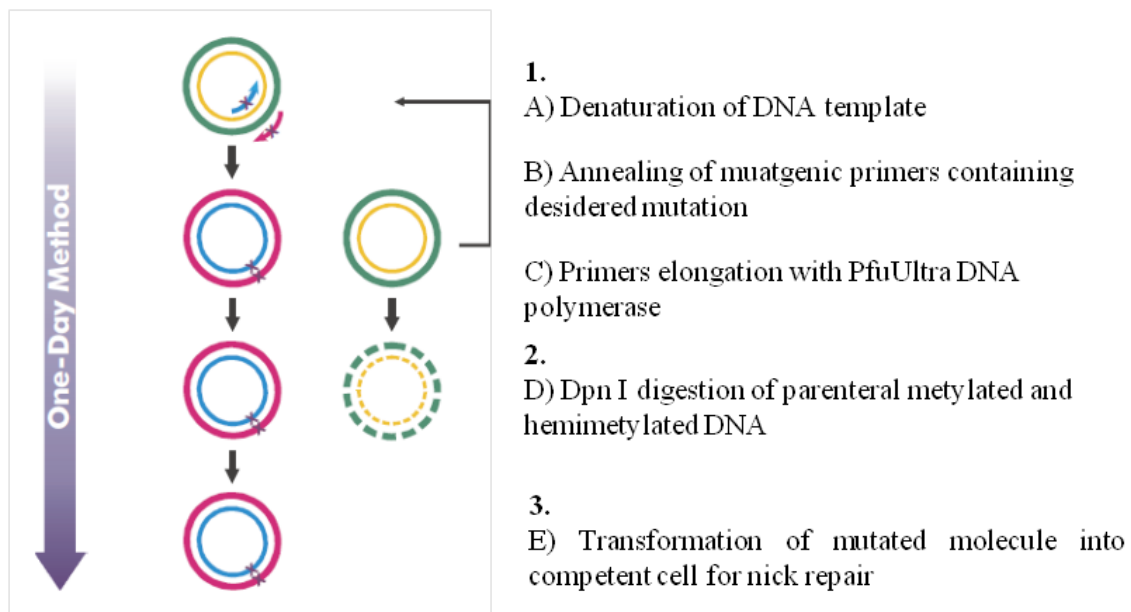 One-Day Method
1.
A) Denaturation of DNA template
B) Annealing of muatgenic primers containing
desidered mutation
C) Primers elongation with PfuUltra DNA
polymerase
2.
D) Dpn I digestion of parenteral metylated and
hemimetylated DNA
3.
E) Transformation of mutated molecule into
competent cell for nick repair